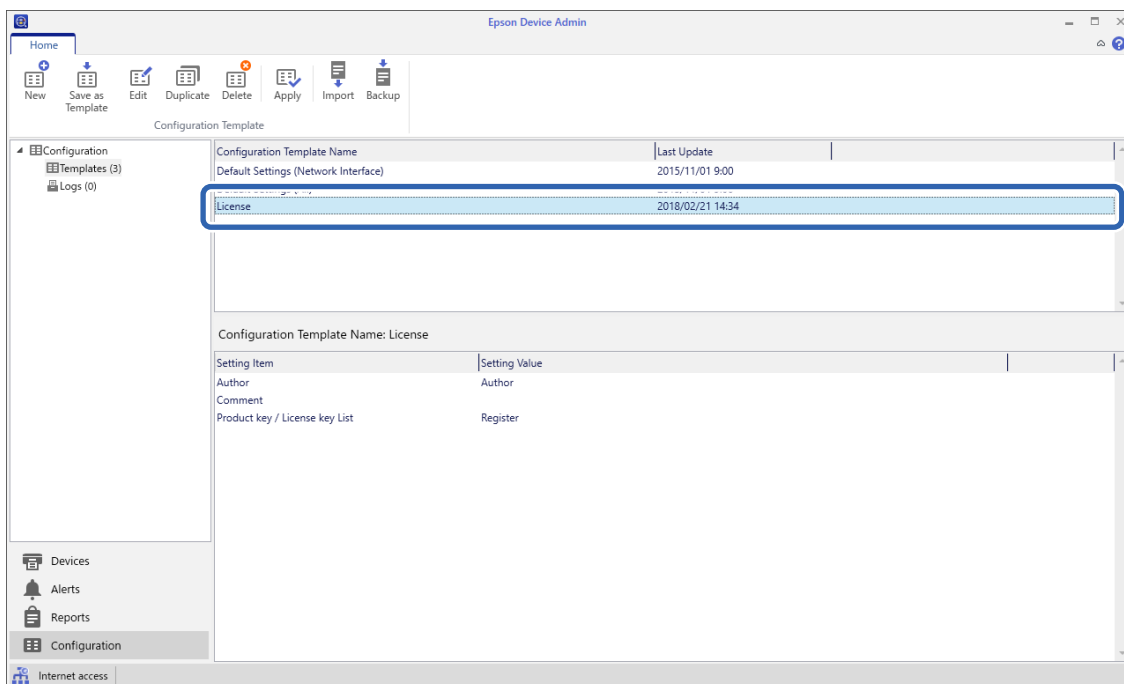 Epson Device Admin
Home
New
Save as
Template
Edit
Duplicate
Delete
Apply
Import
Backup
Configuration Template
Configuration
Templates (3)
Logs (0)
Configuration Template Name Last Update
Default Settings (Network Interface) 2015/11/01 9:00
License 2018/02/21 14:34
Configuration Template Name: License
Setting Item Setting Value
Author Author
Comment
Product key / License key List Register
Devices
Alerts
Reports
Configuration
Internet access